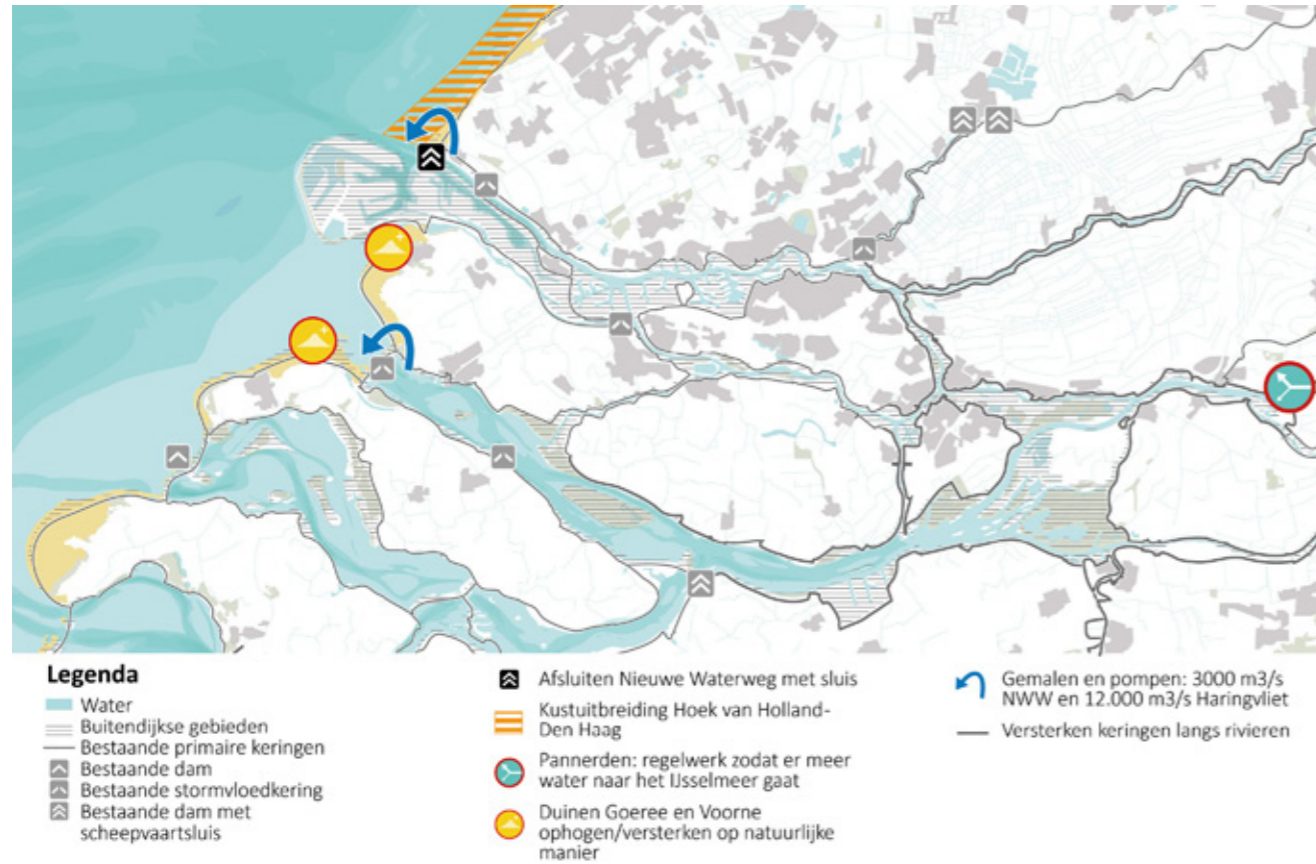 Legenda
Water
Buitendijkse gebieden
Bestaande primaire keringen
Bestaande dam
Bestaande stormvloedkering
Bestaande dam met
scheepvaartsluis
Afsluiten Nieuwe Waterweg met sluis
Kustuitbreiding Hoek van Holland-
Den Haag
Pannerden: regelwerk zodat er meer
water naar het IJsselmeer gaat
Duinen Goeree en Voorne
ophogen/versterken op natuurlijke
manier
Gemalen en pompen: 3000 m3/s
NWW en 12.000 m3/s Haringvliet
Versterken keringen langs rivieren